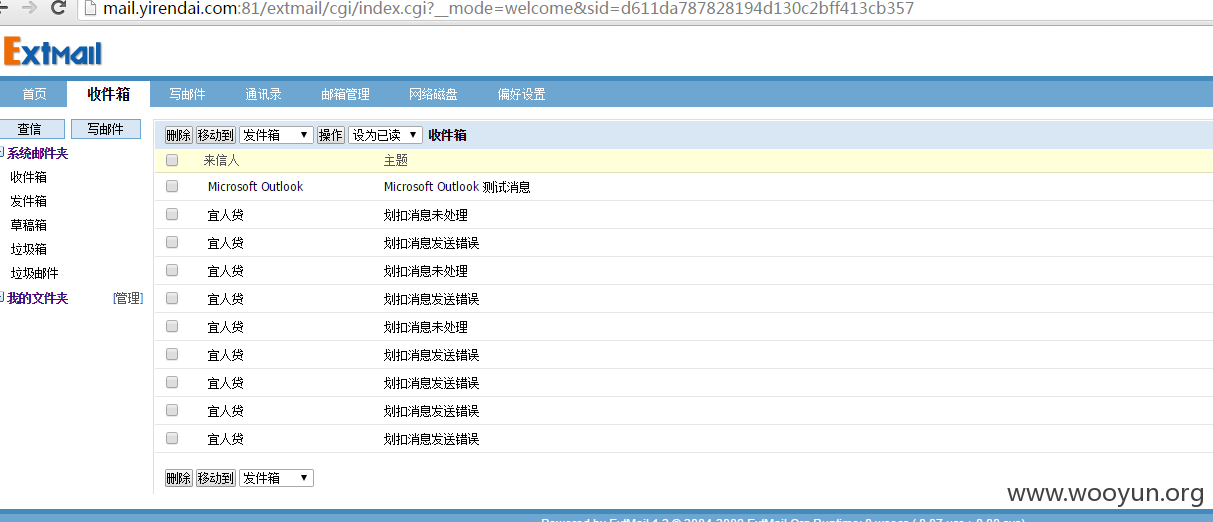 mail.yirendai.com:81/extmail/cgi/index.cgi?__mode=welcome&sid=d611da787828194d130c2bff413cb357
ExTMail
首页 收件箱 写邮件 通讯录 邮箱管理 网络磁盘 偏好设置
查信 写邮件
系统邮件夹
收件箱
发件箱
草稿箱
垃圾箱
垃圾邮件
我的文件夹 [管理]
删除 移动到 发件箱 操作 设为已读 收件箱
来信人 主题
Microsoft Outlook Microsoft Outlook 测试消息
宜人贷 划扣消息未处理
宜人贷 划扣消息发送错误
宜人贷 划扣消息未处理
宜人贷 划扣消息发送错误
宜人贷 划扣消息未处理
宜人贷 划扣消息发送错误
宜人贷 划扣消息发送错误
宜人贷 划扣消息发送错误
宜人贷 划扣消息发送错误
删除 移动到 发件箱
www.wooyun.org